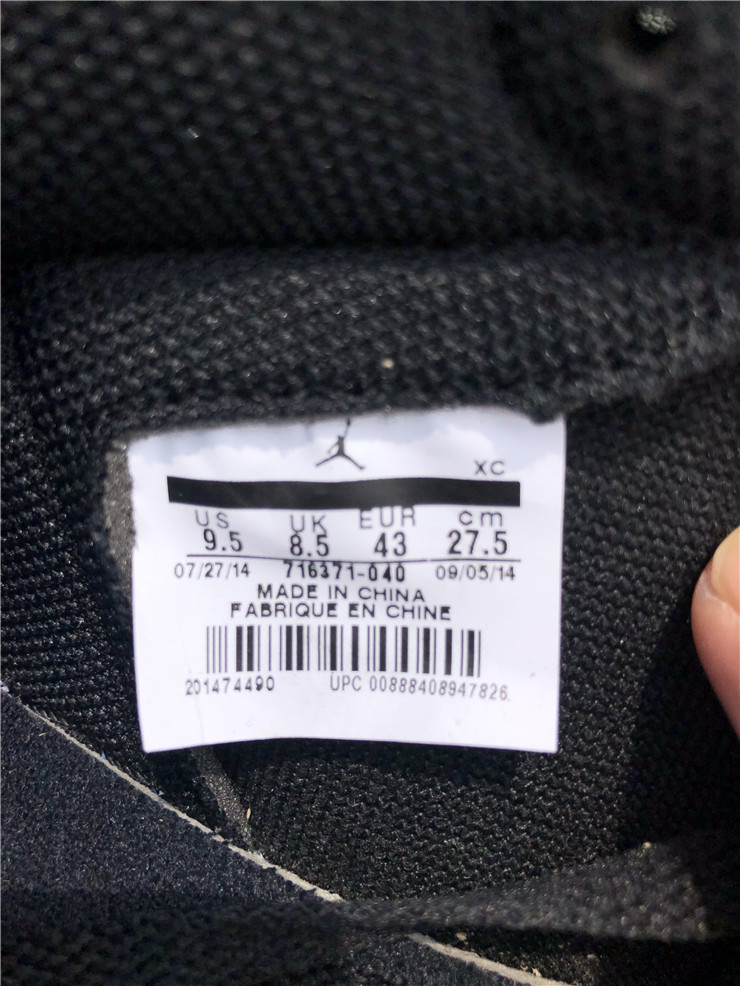 XC
US UK EUR cm
9.5 8.5 43 27.5
07/27/14 716371-040 09/05/14
MADE IN CHINA
FABRIQUE EN CHINE
201474490 UPC 00888408947826